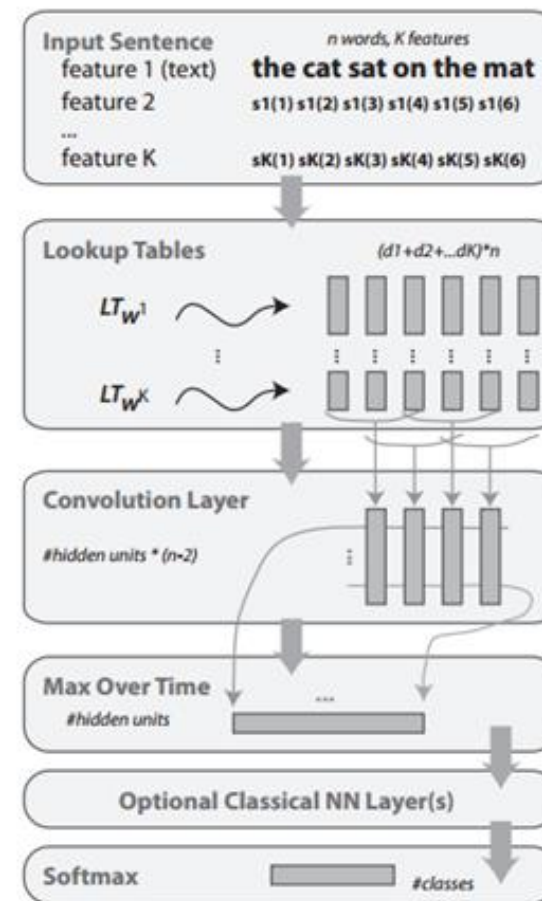 Input Sentence
n words, K features
feature 1 (text) the cat sat on the mat
feature 2 s1(1) s1(2) s1(3) s1(4) s1(5) s1(6)
...
feature K sK(1) sK(2) sK(3) sK(4) sK(5) sK(6)
Lookup Tables (d1+d2+...dK)*n
LTw1
...
LTwK
Convolution Layer
#hidden units * (n-2)
...
Max Over Time
...
#hidden units
Optional Classical NN Layer(s)
Softmax #classes